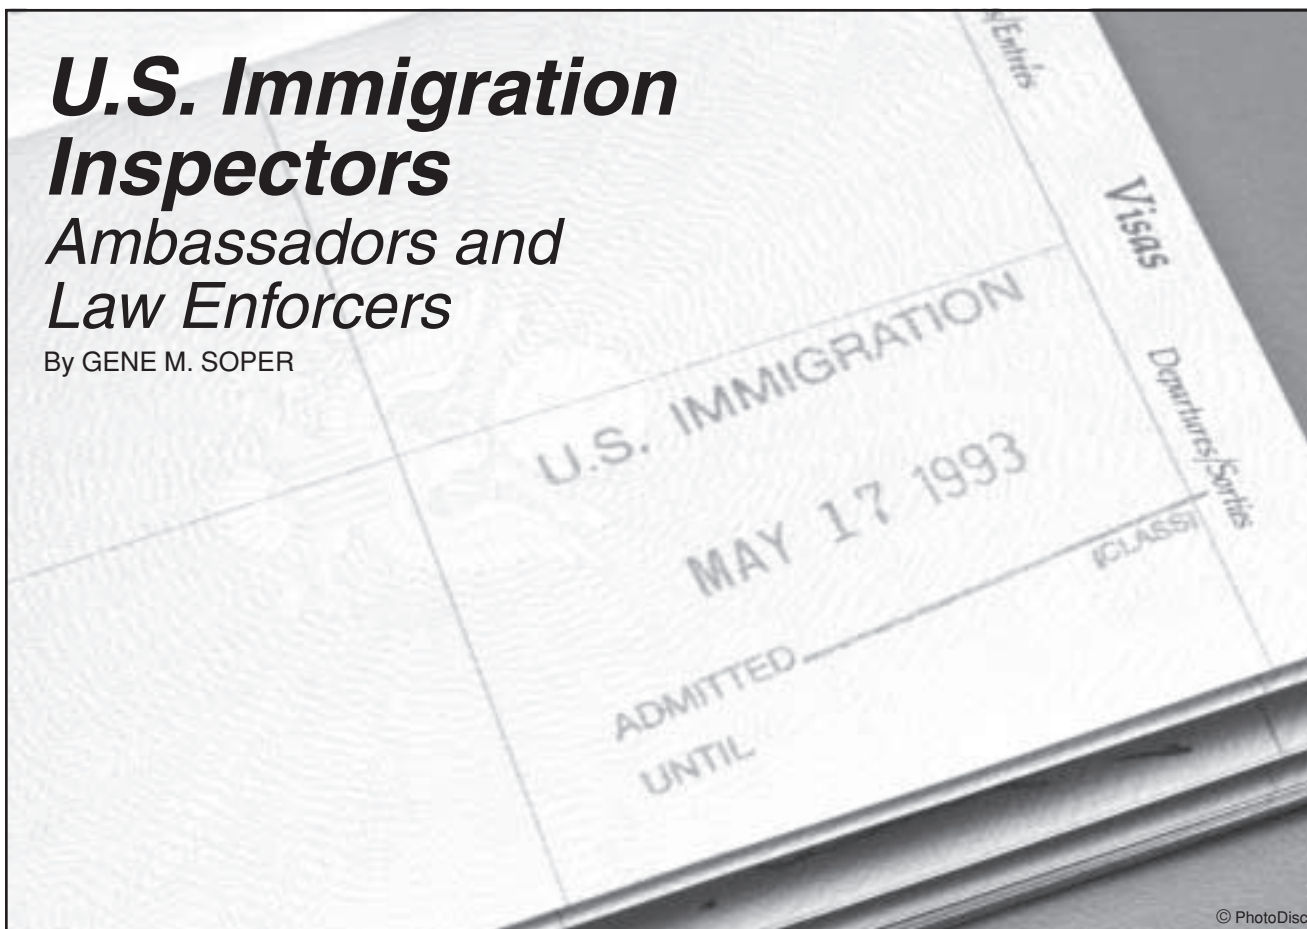 U.S. Immigration
Inspectors
Ambassadors and
Law Enforcers
By GENE M. SOPER
/Entries
Visas
Departures/Sorties
U.S. IMMIGRATION
MAY 17 1993
(CLASS)
ADMITTED
UNTIL
© PhotoDisc